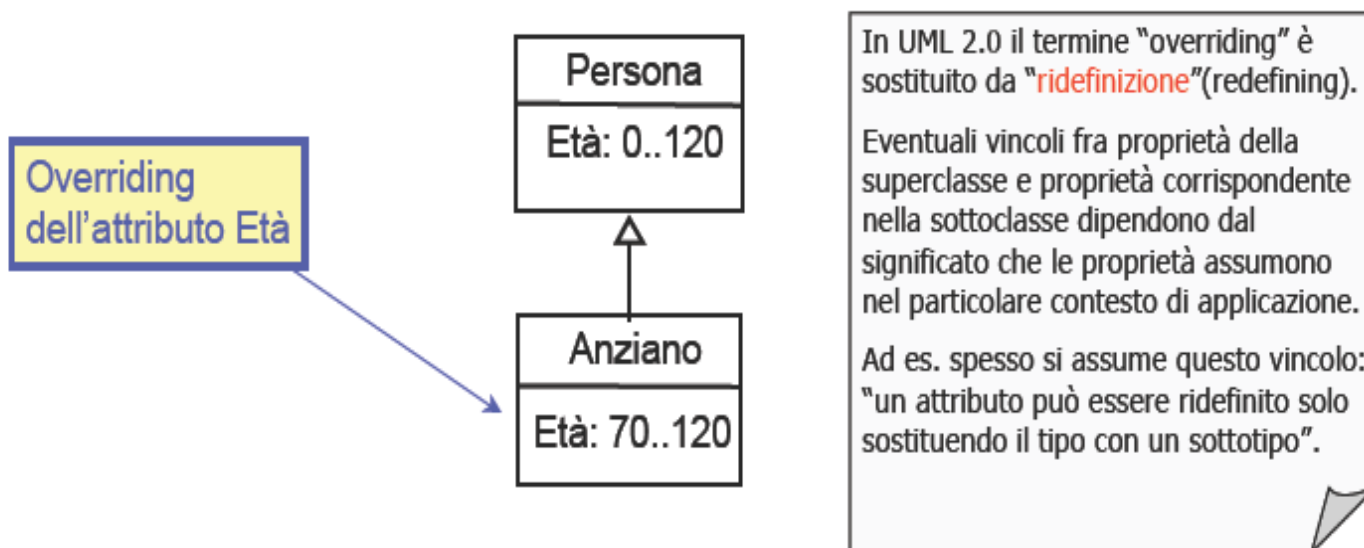 Overriding
dell'attributo Età
Persona
Età: 0..120
Anziano
Età: 70..120
In UML 2.0 il termine "overriding" è
sostituito da "ridefinizione"(redefining).
Eventuali vincoli fra proprietà della
superclasse e proprietà corrispondente
nella sottoclasse dipendono dal
significato che le proprietà assumono
nel particolare contesto di applicazione.
Ad es. spesso si assume questo vincolo:
"un attributo può essere ridefinito solo
sostituendo il tipo con un sottotipo".